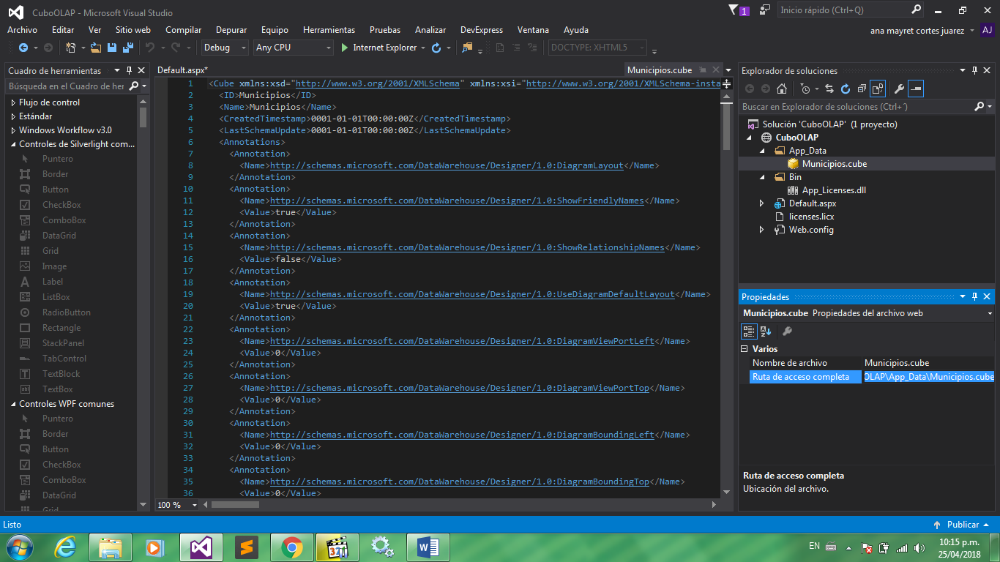 CuboOLAP - Microsoft Visual Studio
1
Inicio rápido (Ctrl+Q)
Archivo Editar Ver Sitio web Compilar Depurar Equipo Herramientas Pruebas Analizar DevExpress Ventana Ayuda
ana mayret cortes juarez
AJ
Debug
Any CPU
Internet Explorer
DOCTYPE: XHTML5
Cuadro de herramientas
Búsqueda en el Cuadro de her
Flujo de control
Estándar
Windows Workflow v3.0
Controles de Silverlight com...
Puntero
Border
Button
CheckBox
ComboBox
DataGrid
Grid
Image
Label
ListBox
RadioButton
Rectangle
StackPanel
TabControl
TextBlock
TextBox
Controles WPF comunes
Puntero
Border
Button
CheckBox
ComboBox
DataGrid
Grid
Default.aspx*
Municipios.cube
1 <Cube xmlns:xsd="http://www.w3.org/2001/XMLSchema" xmlns:xsi="http://www.w3.org/2001/XMLSchema-insta
2 <ID>Municipios</ID>
3 <Name>Municipios</Name>
4 <CreatedTimestamp>0001-01-01T00:00:00Z</CreatedTimestamp>
5 <LastSchemaUpdate>0001-01-01T00:00:00Z</LastSchemaUpdate>
6 <Annotations>
7 <Annotation>
8 <Name>http://schemas.microsoft.com/DataWarehouse/Designer/1.0:DiagramLayout</Name>
9 </Annotation>
10 <Annotation>
11 <Name>http://schemas.microsoft.com/DataWarehouse/Designer/1.0:ShowFriendlyNames</Name>
12 <Value>true</Value>
13 </Annotation>
14 <Annotation>
15 <Name>http://schemas.microsoft.com/DataWarehouse/Designer/1.0:ShowRelationshipNames</Name>
16 <Value>false</Value>
17 </Annotation>
18 <Annotation>
19 <Name>http://schemas.microsoft.com/DataWarehouse/Designer/1.0:UseDiagramDefaultLayout</Name>
20 <Value>true</Value>
21 </Annotation>
22 <Annotation>
23 <Name>http://schemas.microsoft.com/DataWarehouse/Designer/1.0:DiagramViewPortLeft</Name>
24 <Value>0</Value>
25 </Annotation>
26 <Annotation>
27 <Name>http://schemas.microsoft.com/DataWarehouse/Designer/1.0:DiagramViewPortTop</Name>
28 <Value>0</Value>
29 </Annotation>
30 <Annotation>
31 <Name>http://schemas.microsoft.com/DataWarehouse/Designer/1.0:DiagramBoundingLeft</Name>
32 <Value>0</Value>
33 </Annotation>
34 <Annotation>
35 <Name>http://schemas.microsoft.com/DataWarehouse/Designer/1.0:DiagramBoundingTop</Name>
36 <Value>0</Value>
100 %
Explorador de soluciones
Buscar en Explorador de soluciones (Ctrl+´)
Solución 'CuboOLAP' (1 proyecto)
CuboOLAP
App_Data
Municipios.cube
Bin
App_Licenses.dll
Default.aspx
licenses.licx
Web.config
Propiedades
Municipios.cube Propiedades del archivo web
Varios
Nombre de archivo Municipios.cube
Ruta de acceso completa OLAP\App_Data\Municipios.cube
Ruta de acceso completa
Ubicación del archivo.
Listo
Publicar
EN
10:15 p.m.
25/04/2018